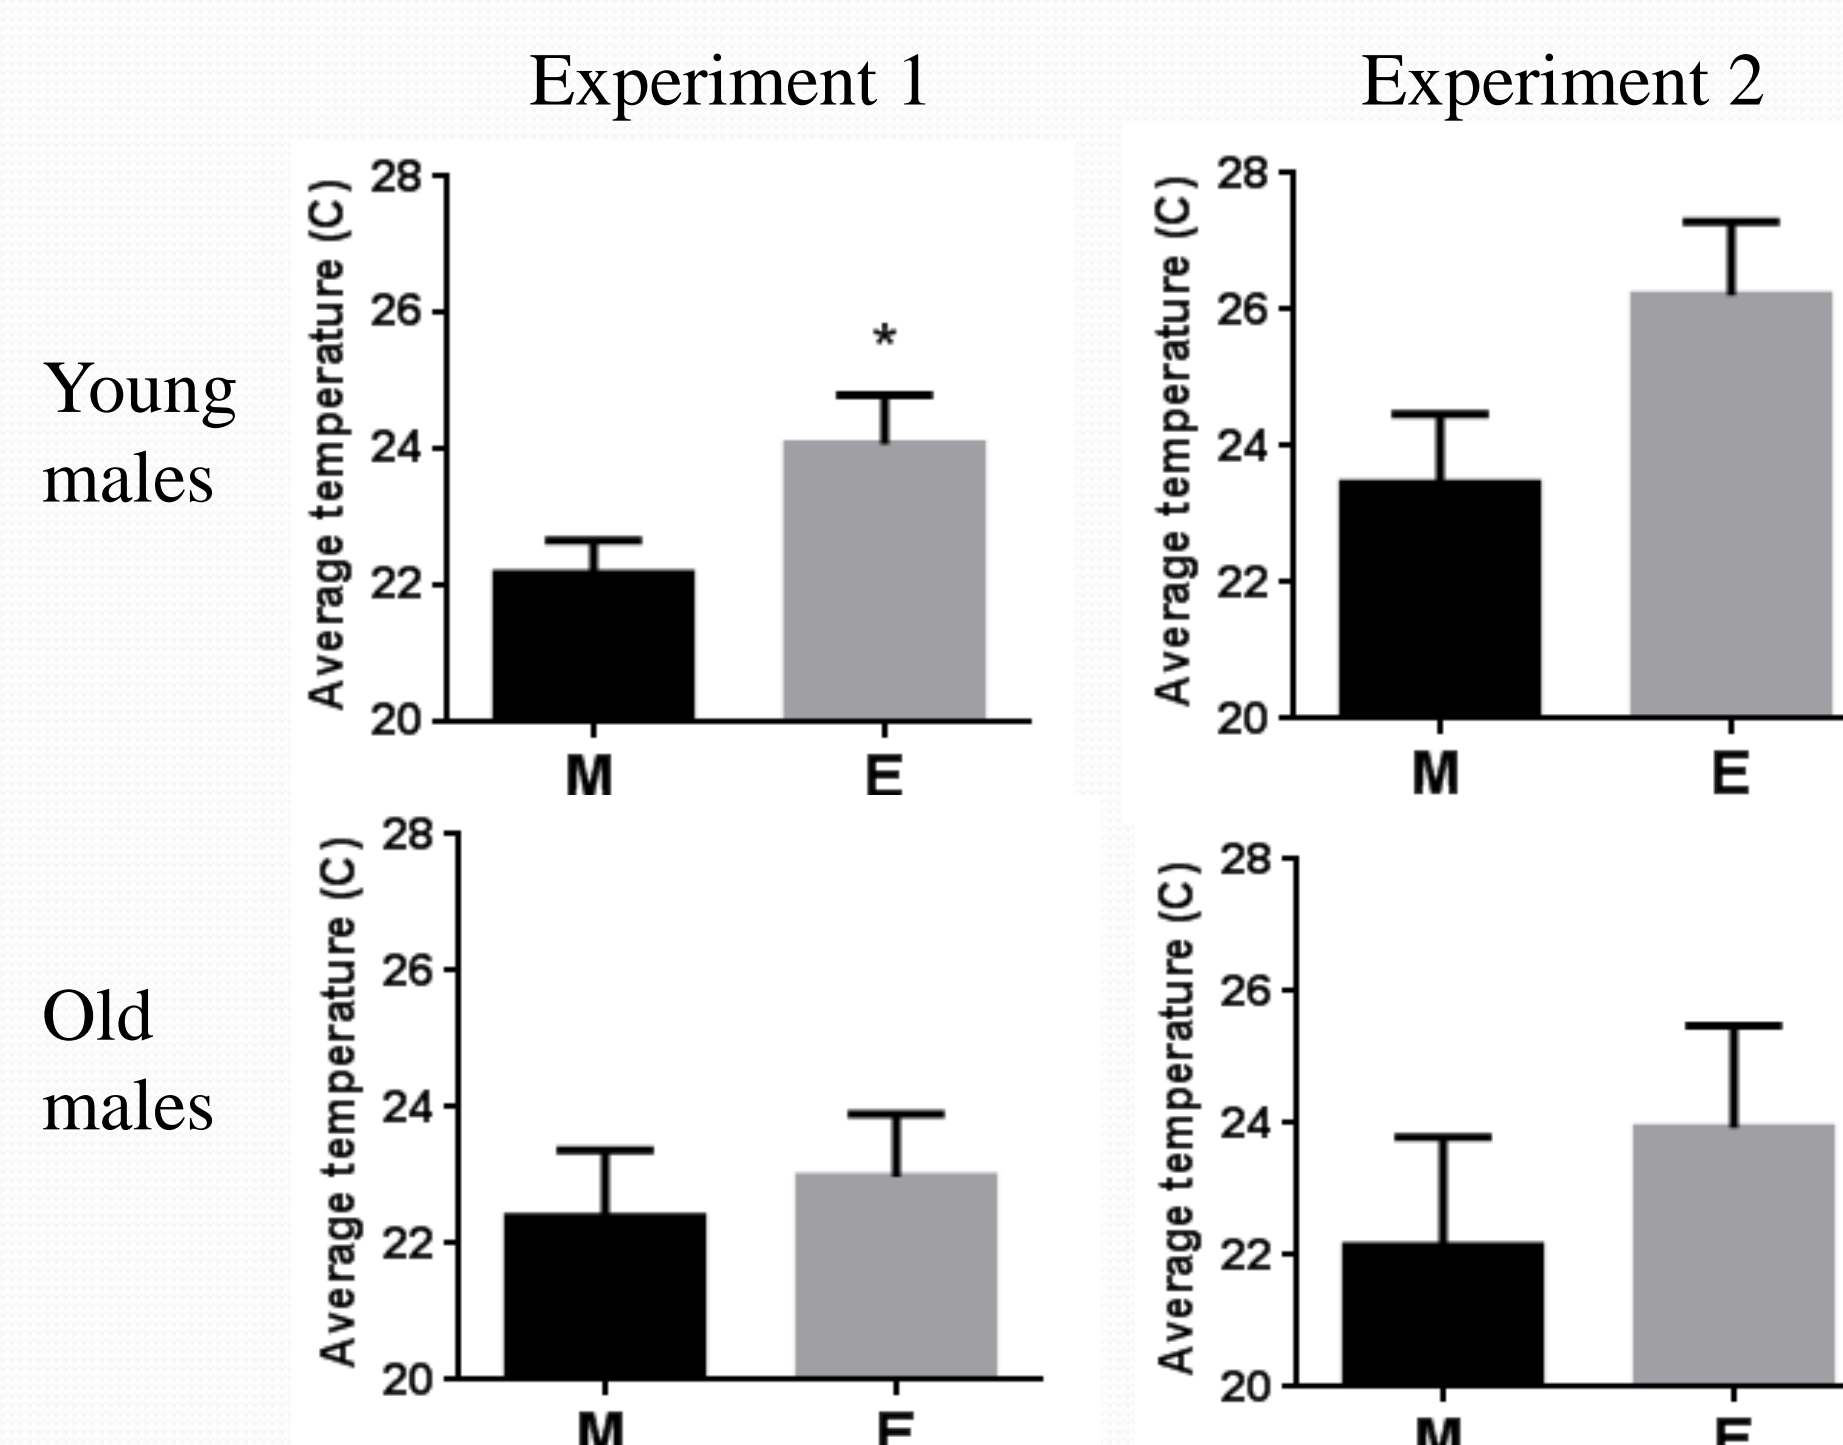 Experiment 1
Experiment 2
Young
males
Average temperature (C)
28
26
24
22
20
*
M
E
Average temperature (C)
28
26
24
22
20
M
E
Old
males
Average temperature (C)
28
26
24
22
20
M
E
Average temperature (C)
28
26
24
22
20
M
E